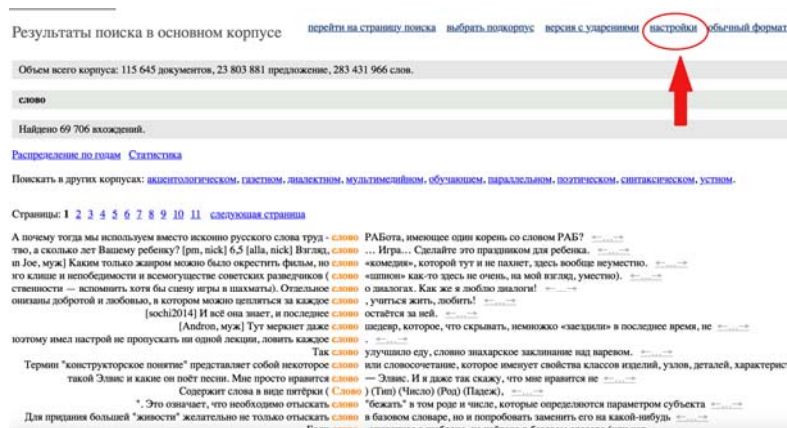 Результаты поиска в основном корпусе перейти на страницу поиска выбрать подкорпус версия с ударениями настройки обычный формат
Объем всего корпуса: 115 645 документов, 23 803 881 предложение, 283 431 966 слов.
слово
Найдено 69 706 вхождений.
Распределение по годам Статистика
Поискать в других корпусах: акцентологическом, газетном, диалектном, мультимедийном, обучающем, параллельном, поэтическом, синтаксическом, устном.
Страницы: 1 2 3 4 5 6 7 8 9 10 11 следующая страница
А почему тогда мы используем вместо исконно русского слова труд - слово РАБота, имеющее один корень со словом РАБ? ←...→
тво, а сколько лет Вашему ребенку? [pm, nick] 6,5 [alla, nick] Взгляд, слово ... Игра... Сделайте это праздником для ребенка. ←...→
in Joe, муж] Каким только жанром можно было окрестить фильм, но слово «комедия», которой тут и не пахнет, здесь вообще неуместно. ←...→
го клише и непобедимости и всемогуществе советских разведчиков ( слово «шпион» как-то здесь не очень, на мой взгляд, уместно). ←...→
ственности — вспомнить хотя бы сцену игры в шахматы). Отдельное слово о диалогах. Как же я люблю диалоги! ←...→
онизаны добротой и любовью, в котором можно цепляться за каждое слово , учиться жить, любить! ←...→
[sochi2014] И всё она знает, и последнее слово остаётся за ней. ←...→
[Andron, муж] Тут меркнет даже слово шедевр, которое, что скрывать, немножко «заездили» в последнее время, не ←...→
поэтому имел настрой не пропускать ни одной лекции, ловить каждое слово . ←...→
Так слово улучшило еду, словно знахарское заклинание над варевом. ←...→
Термин "конструкторское понятие" представляет собой некоторое слово или словосочетание, которое именует свойства классов изделий, узлов, деталей, характерист
такой Элвис и какие он поёт песни. Мне просто нравится слово — Элвис. И я даже так скажу, что мне нравится не ←...→
Содержит слова в виде пятёрки ( Слово ) (Тип) (Число) (Род) (Падеж), ←...→
". Это означает, что необходимо отыскать слово "бежать" в том роде и числе, которые определяются параметром субъекта ←...→
Для придания большей "живости" желательно не только отыскать слово в базовом словаре, но и попробовать заменить его на какой-нибудь ←...→